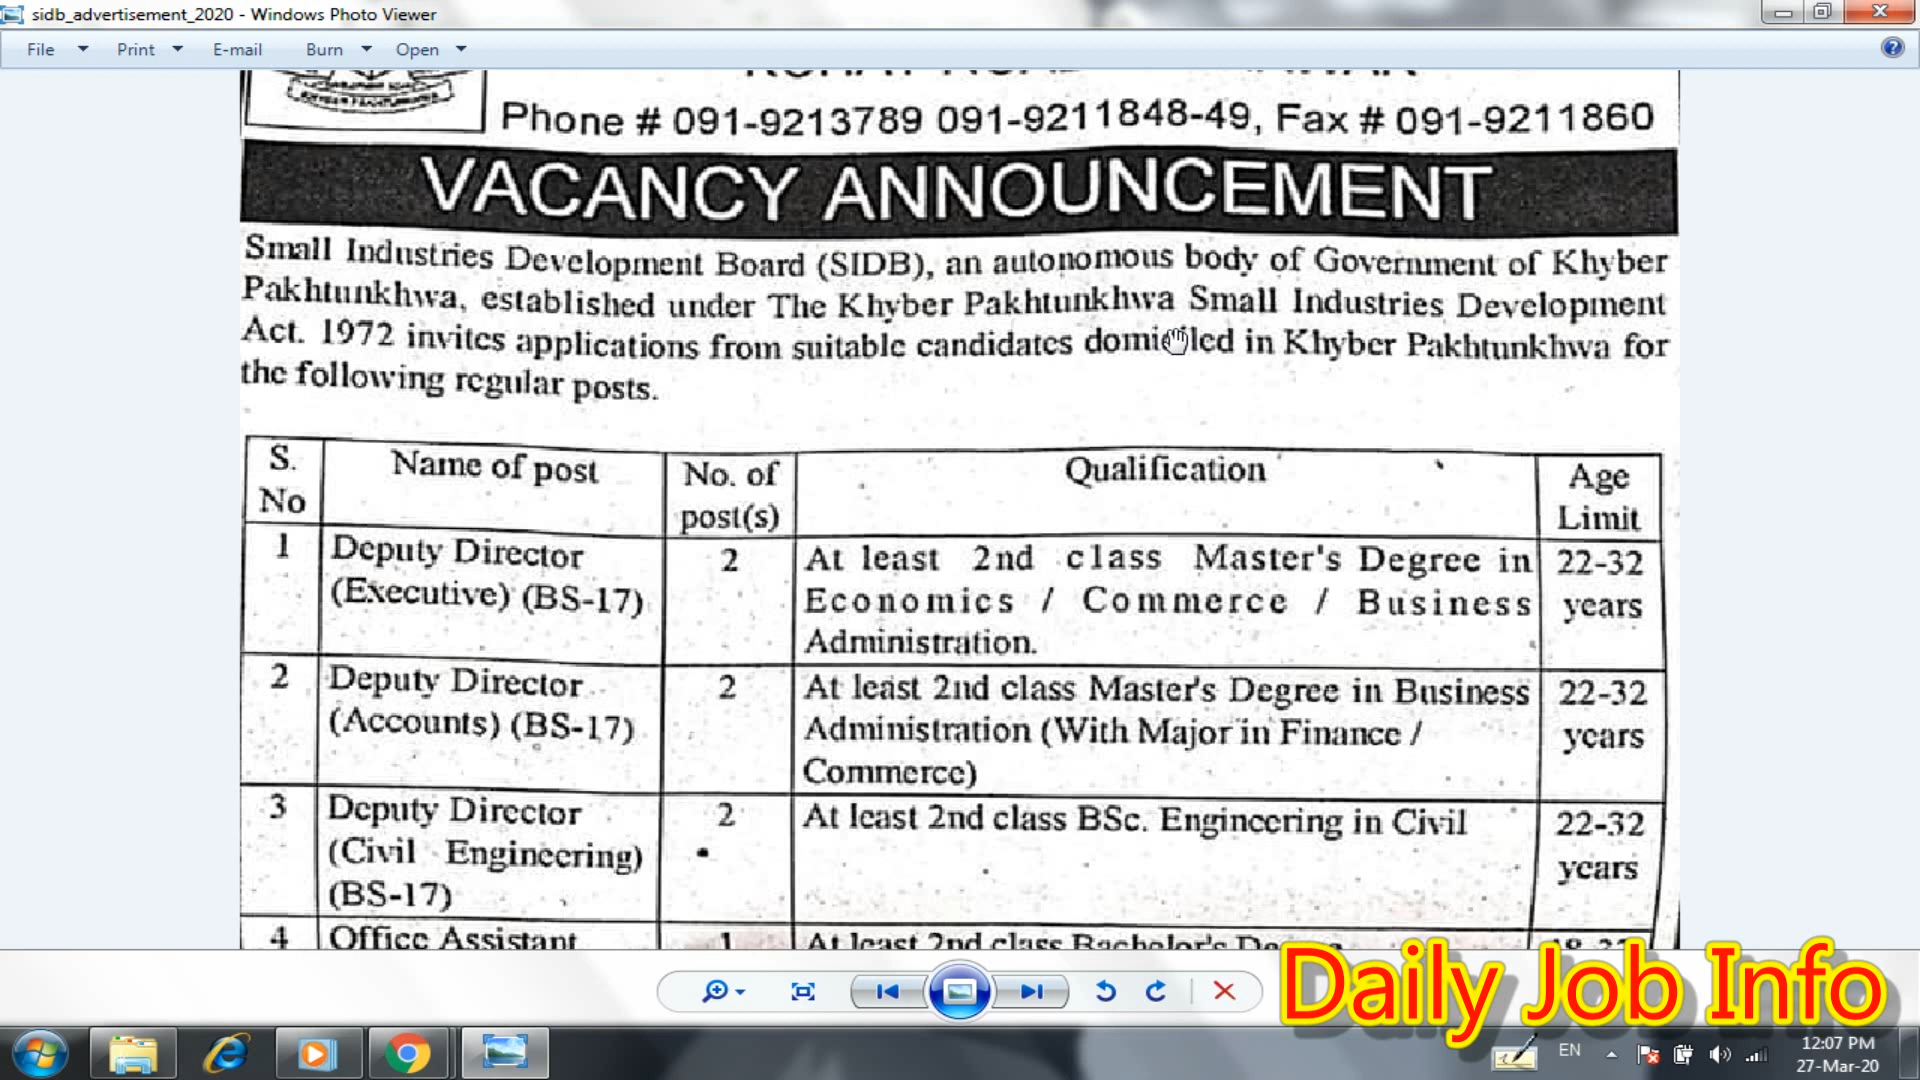 sidb_advertisement_2020 - Windows Photo Viewer
File Print E-mail Burn Open
Phone # 091-9213789 091-9211848-49, Fax # 091-9211860
VACANCY ANNOUNCEMENT
Small Industries Development Board (SIDB), an autonomous body of Government of Khyber
Pakhtunkhwa, established under The Khyber Pakhtunkhwa Small Industries Development
Act. 1972 invites applications from suitable candidates domiciled in Khyber Pakhtunkhwa for
the following regular posts.
S. No Name of post No. of post(s) Qualification Age Limit
1 Deputy Director 2 At least 2nd class Master's Degree in 22-32
(Executive) (BS-17) Economics / Commerce / Business years
Administration.
2 Deputy Director 2 At least 2nd class Master's Degree in Business 22-32
(Accounts) (BS-17) Administration (With Major in Finance / years
Commerce)
3 Deputy Director 2 At least 2nd class BSc. Engineering in Civil 22-32
(Civil Engineering) years
(BS-17)
4 Office Assistant 1 At least 2nd class Bachelor's Degree
Daily Job Info
EN
12:07 PM
27-Mar-20